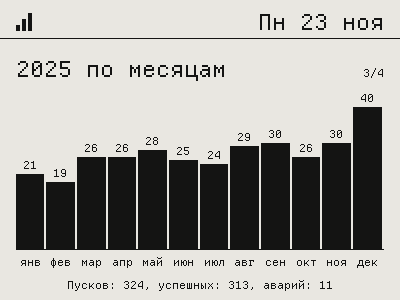 Пн 23 ноя
2025 по месяцам
3/4
21 19 26 26 28 25 24 29 30 26 30 40
янв фев мар апр май июн июл авг сен окт ноя дек
Пусков: 324, успешных: 313, аварий: 11